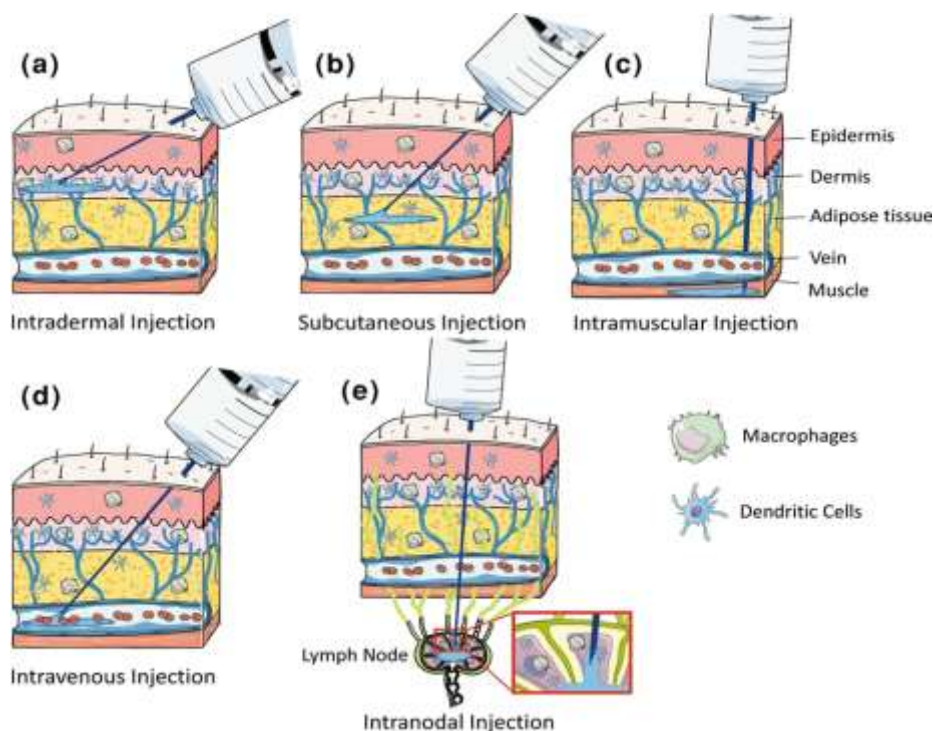 (a)
(b)
(c)
Epidermis
Dermis
Adipose tissue
Vein
Muscle
Intradermal Injection
Subcutaneous Injection
Intramuscular Injection
(d)
(e)
Macrophages
Dendritic Cells
Lymph Node
Intravenous Injection
Intranodal Injection